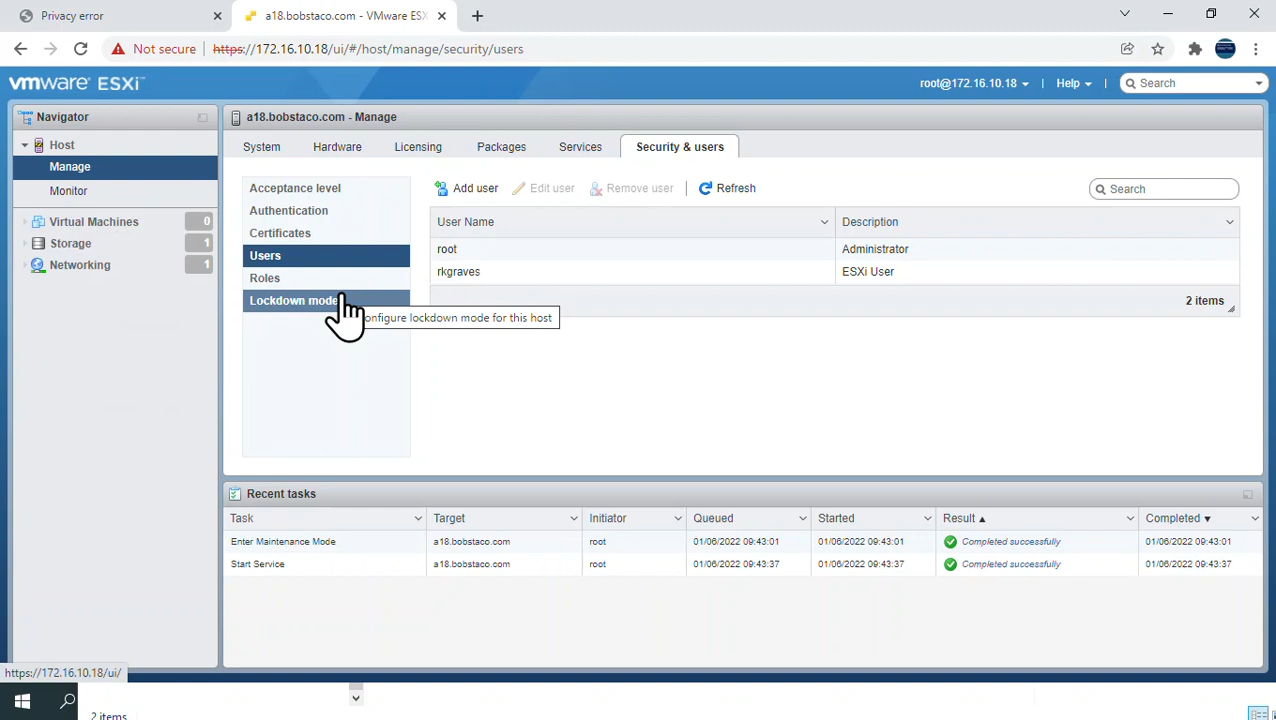 Privacy error
a18.bobstaco.com - VMware ESX
Not secure https://172.16.10.18/ui/#/host/manage/security/users
vmware ESXi™
root@172.16.10.18 | Help | Search
Navigator
Host
Manage
Monitor
Virtual Machines 0
Storage 1
Networking 1
a18.bobstaco.com - Manage
System Hardware Licensing Packages Services Security & users
Acceptance level
Authentication
Certificates
Users
Roles
Lockdown mode
Add user Edit user Remove user | Refresh Search
User Name Description
root Administrator
rkgraves ESXi User
2 items
onfigure lockdown mode for this host
Recent tasks
Task Target Initiator Queued Started Result ▲ Completed ▼
Enter Maintenance Mode a18.bobstaco.com root 01/06/2022 09:43:01 01/06/2022 09:43:01 Completed successfully 01/06/2022 09:43:01
Start Service a18.bobstaco.com root 01/06/2022 09:43:37 01/06/2022 09:43:37 Completed successfully 01/06/2022 09:43:37
https://172.16.10.18/ui/
2 items